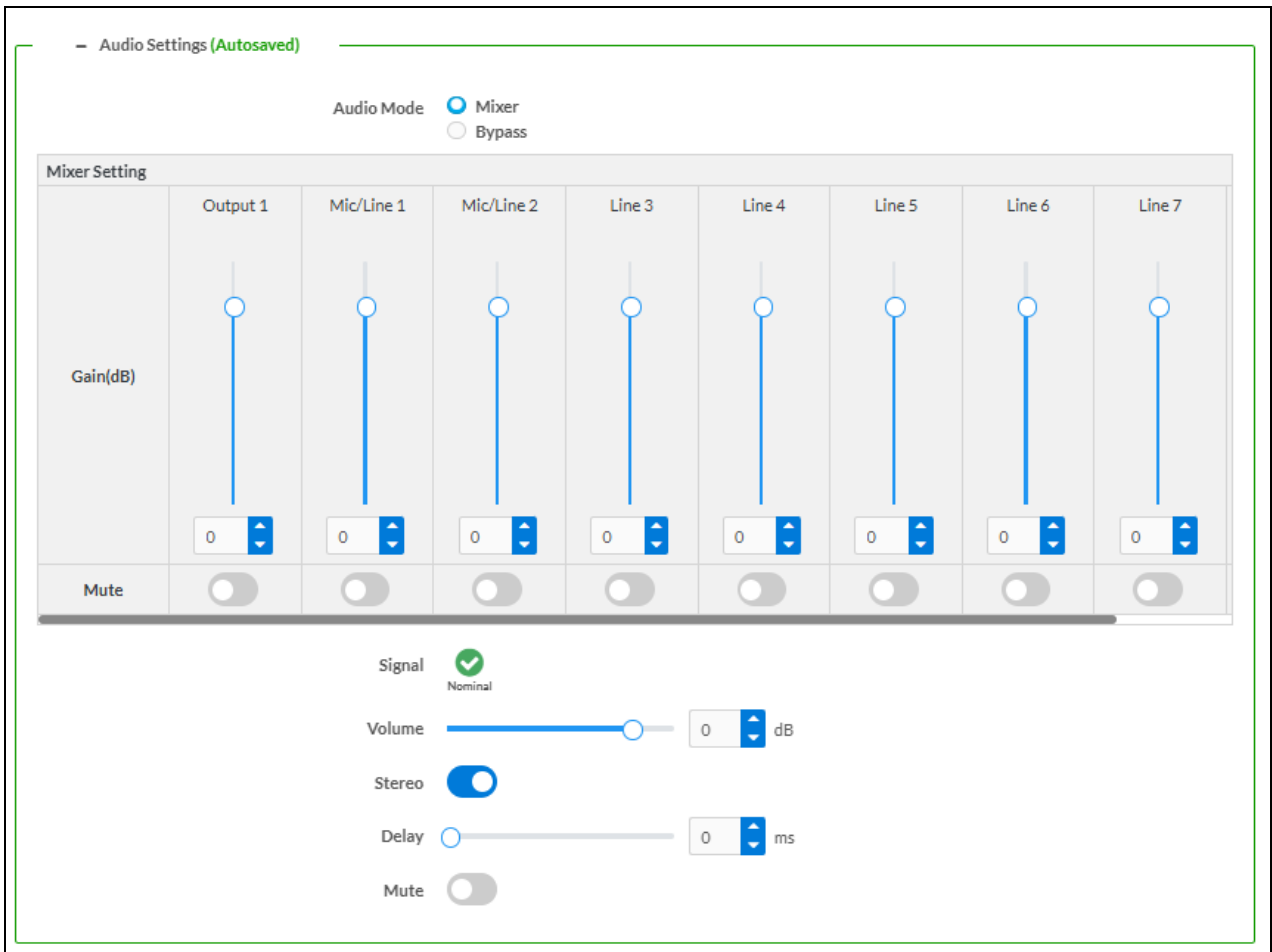 – Audio Settings (Autosaved)
Audio Mode Mixer
Bypass
Mixer Setting
Output 1 Mic/Line 1 Mic/Line 2 Line 3 Line 4 Line 5 Line 6 Line 7
Gain(dB)
0 0 0 0 0 0 0 0
Mute
Signal
Nominal
Volume 0 dB
Stereo
Delay 0 ms
Mute